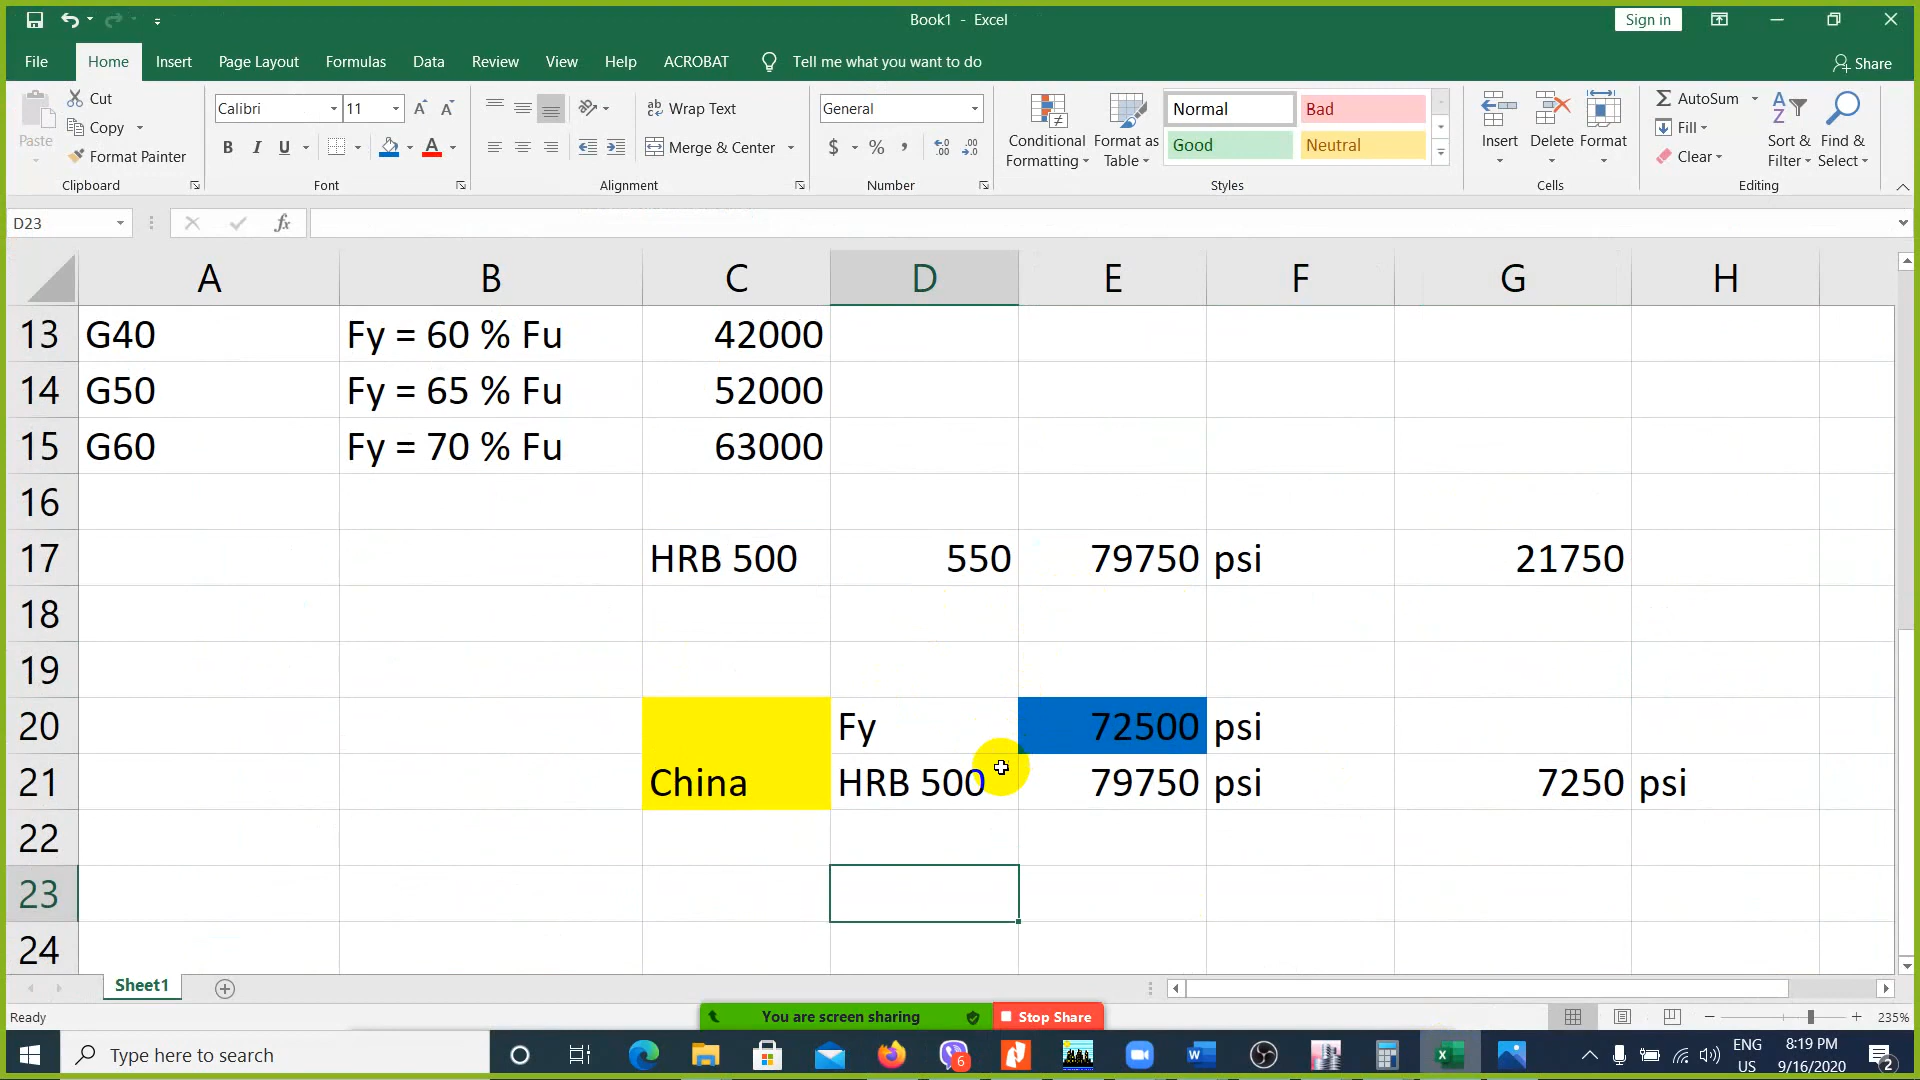 Book1 - Excel
Sign in
File Home Insert Page Layout Formulas Data Review View Help ACROBAT Tell me what you want to do Share
Cut
Copy
Format Painter
Paste
Clipboard
Calibri 11
B I U
Font
Wrap Text
Merge & Center
Alignment
General
$ % ,
Number
Conditional Formatting
Format as Table
Normal Bad
Good Neutral
Styles
Insert Delete Format
Cells
AutoSum
Fill
Clear
Sort & Filter
Find & Select
Editing
D23 fx
A B C D E F G H
13 G40 Fy = 60 % Fu 42000
14 G50 Fy = 65 % Fu 52000
15 G60 Fy = 70 % Fu 63000
16
17 HRB 500 550 79750 psi 21750
18
19
20 Fy 72500 psi
21 China HRB 500 79750 psi 7250 psi
22
23
24
Sheet1
Ready
You are screen sharing Stop Share
235%
Type here to search
6
ENG US
8:19 PM
9/16/2020
2